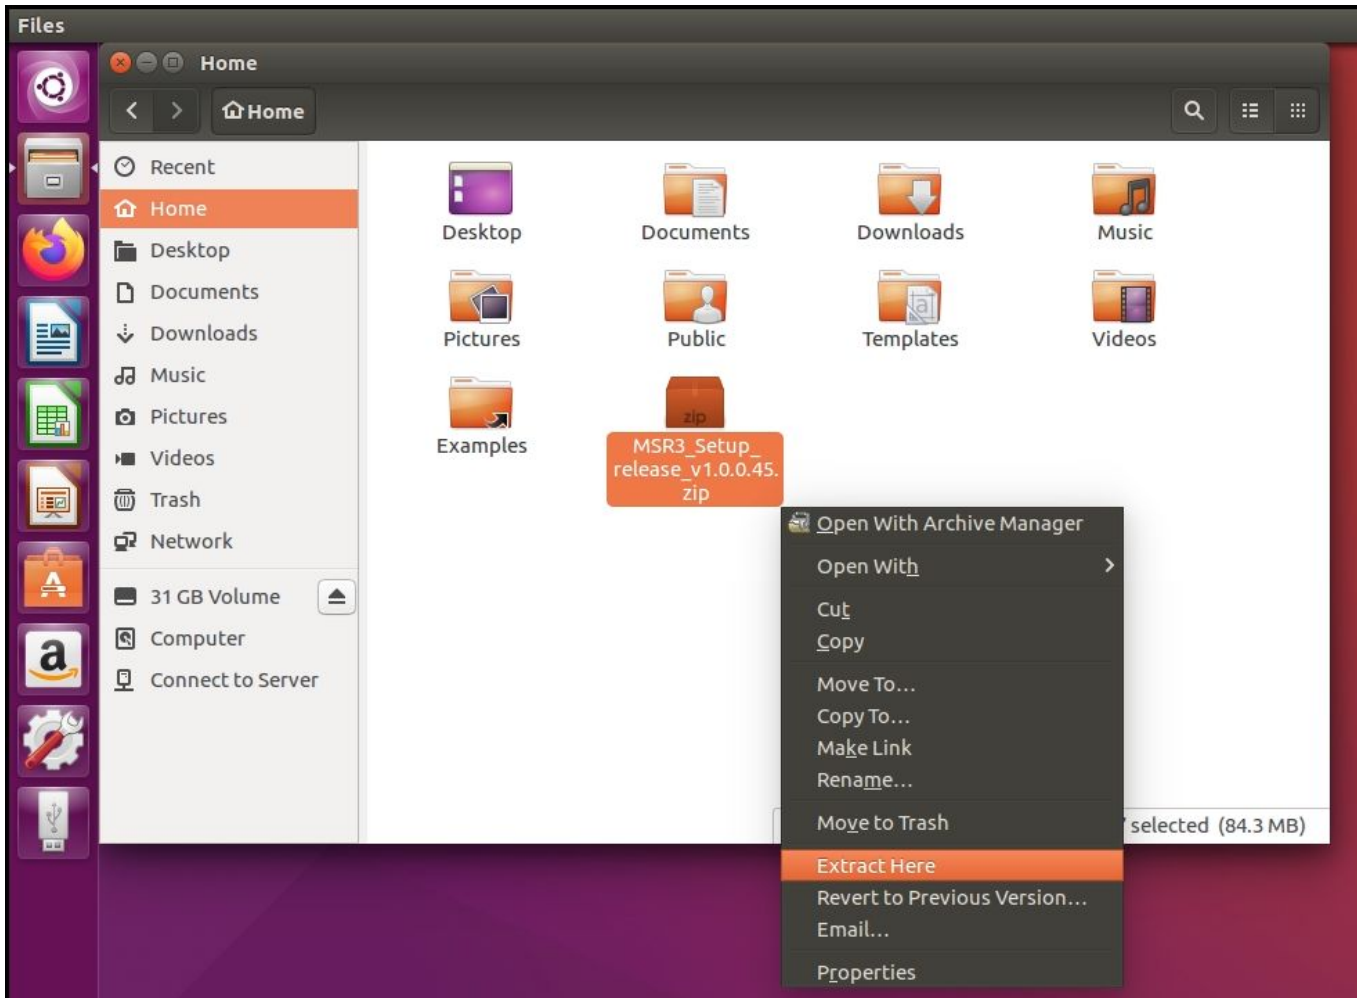 Files
Home
Home
Recent
Home
Desktop
Documents
Downloads
Music
Pictures
Videos
Trash
Network
31 GB Volume
Computer
Connect to Server
Desktop
Documents
Downloads
Music
Pictures
Public
Templates
Videos
Examples
zip
MSR3_Setup_
release_v1.0.0.45.
zip
Open With Archive Manager
Open With
Cut
Copy
Move To...
Copy To...
Make Link
Rename...
Move to Trash
Extract Here
Revert to Previous Version...
Email...
Properties
selected (84.3 MB)
a